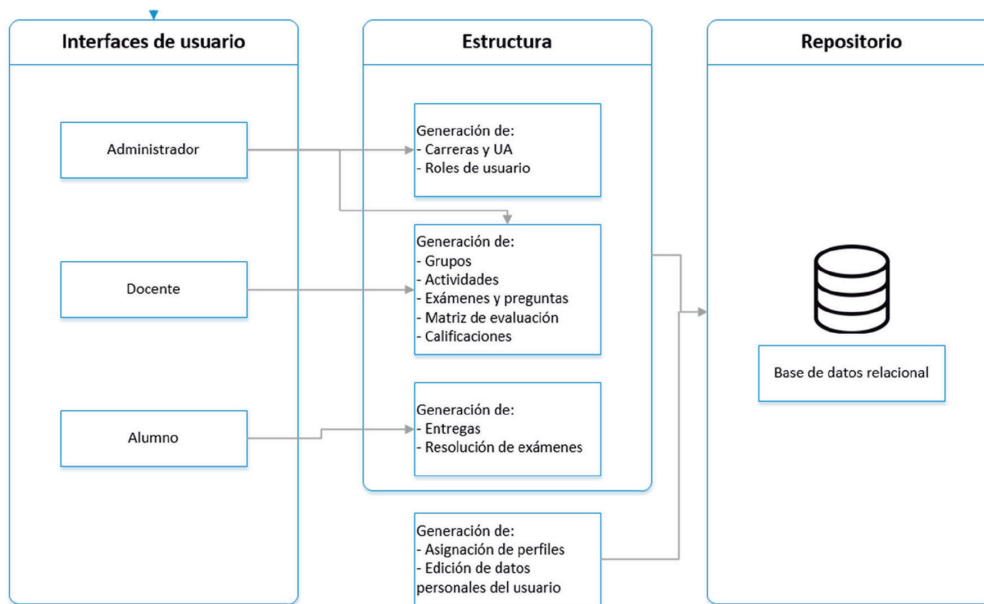 Interfaces de usuario
Administrador
Docente
Alumno
Estructura
Generación de:
- Carreras y UA
- Roles de usuario
Generación de:
- Grupos
- Actividades
- Exámenes y preguntas
- Matriz de evaluación
- Calificaciones
Generación de:
- Entregas
- Resolución de exámenes
Generación de:
- Asignación de perfiles
- Edición de datos
personales del usuario
Repositorio
Base de datos relacional